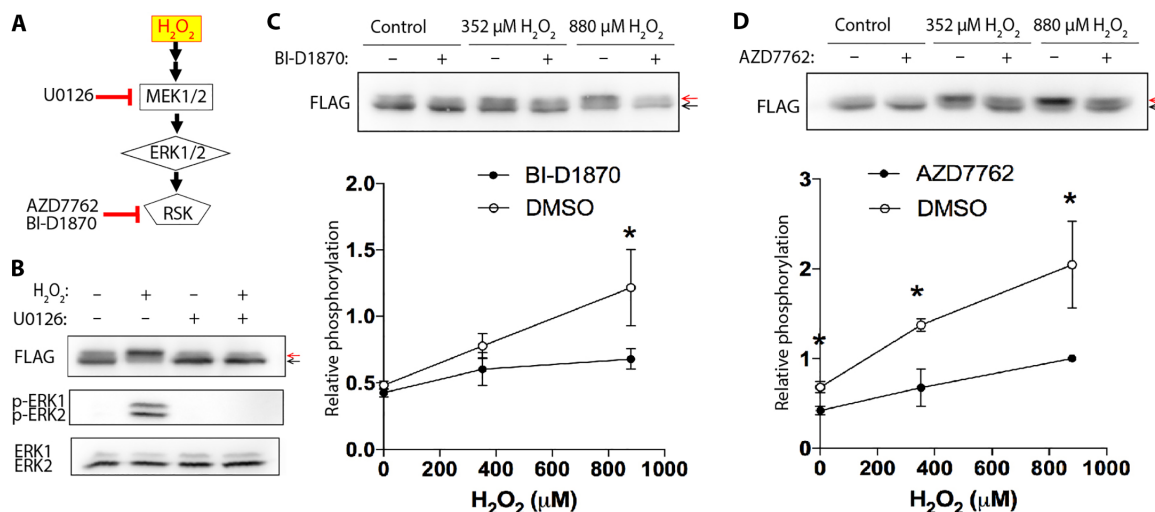 A
H2O2
U0126
MEK1/2
ERK1/2
AZD7762
BI-D1870
RSK
B
H2O2: – + – +
U0126: – – + +
FLAG
p-ERK1
p-ERK2
ERK1
ERK2
C
Control 352 μM H2O2 880 μM H2O2
BI-D1870: – + – + – +
FLAG
BI-D1870
DMSO
Relative phosphorylation
2.0
1.5
1.0
0.5
0.0
*
0 200 400 600 800 1000
H2O2 (μM)
D
Control 352 μM H2O2 880 μM H2O2
AZD7762: – + – + – +
FLAG
AZD7762
DMSO
Relative phosphorylation
3
2
1
0
* * *
0 200 400 600 800 1000
H2O2 (μM)